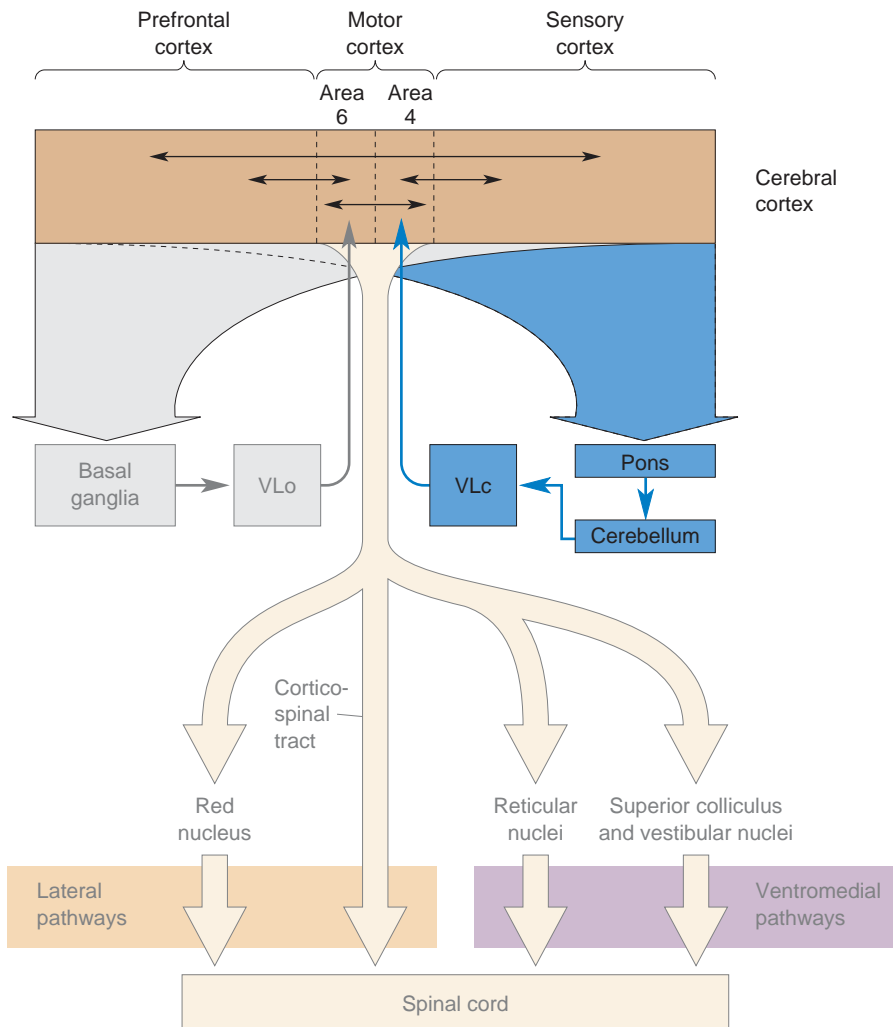 Prefrontal
cortex
Motor
cortex
Sensory
cortex
Area
6
Area
4
Cerebral
cortex
Basal
ganglia
VLo
VLc
Pons
Cerebellum
Cortico-
spinal
tract
Red
nucleus
Reticular
nuclei
Superior colliculus
and vestibular nuclei
Lateral
pathways
Ventromedial
pathways
Spinal cord